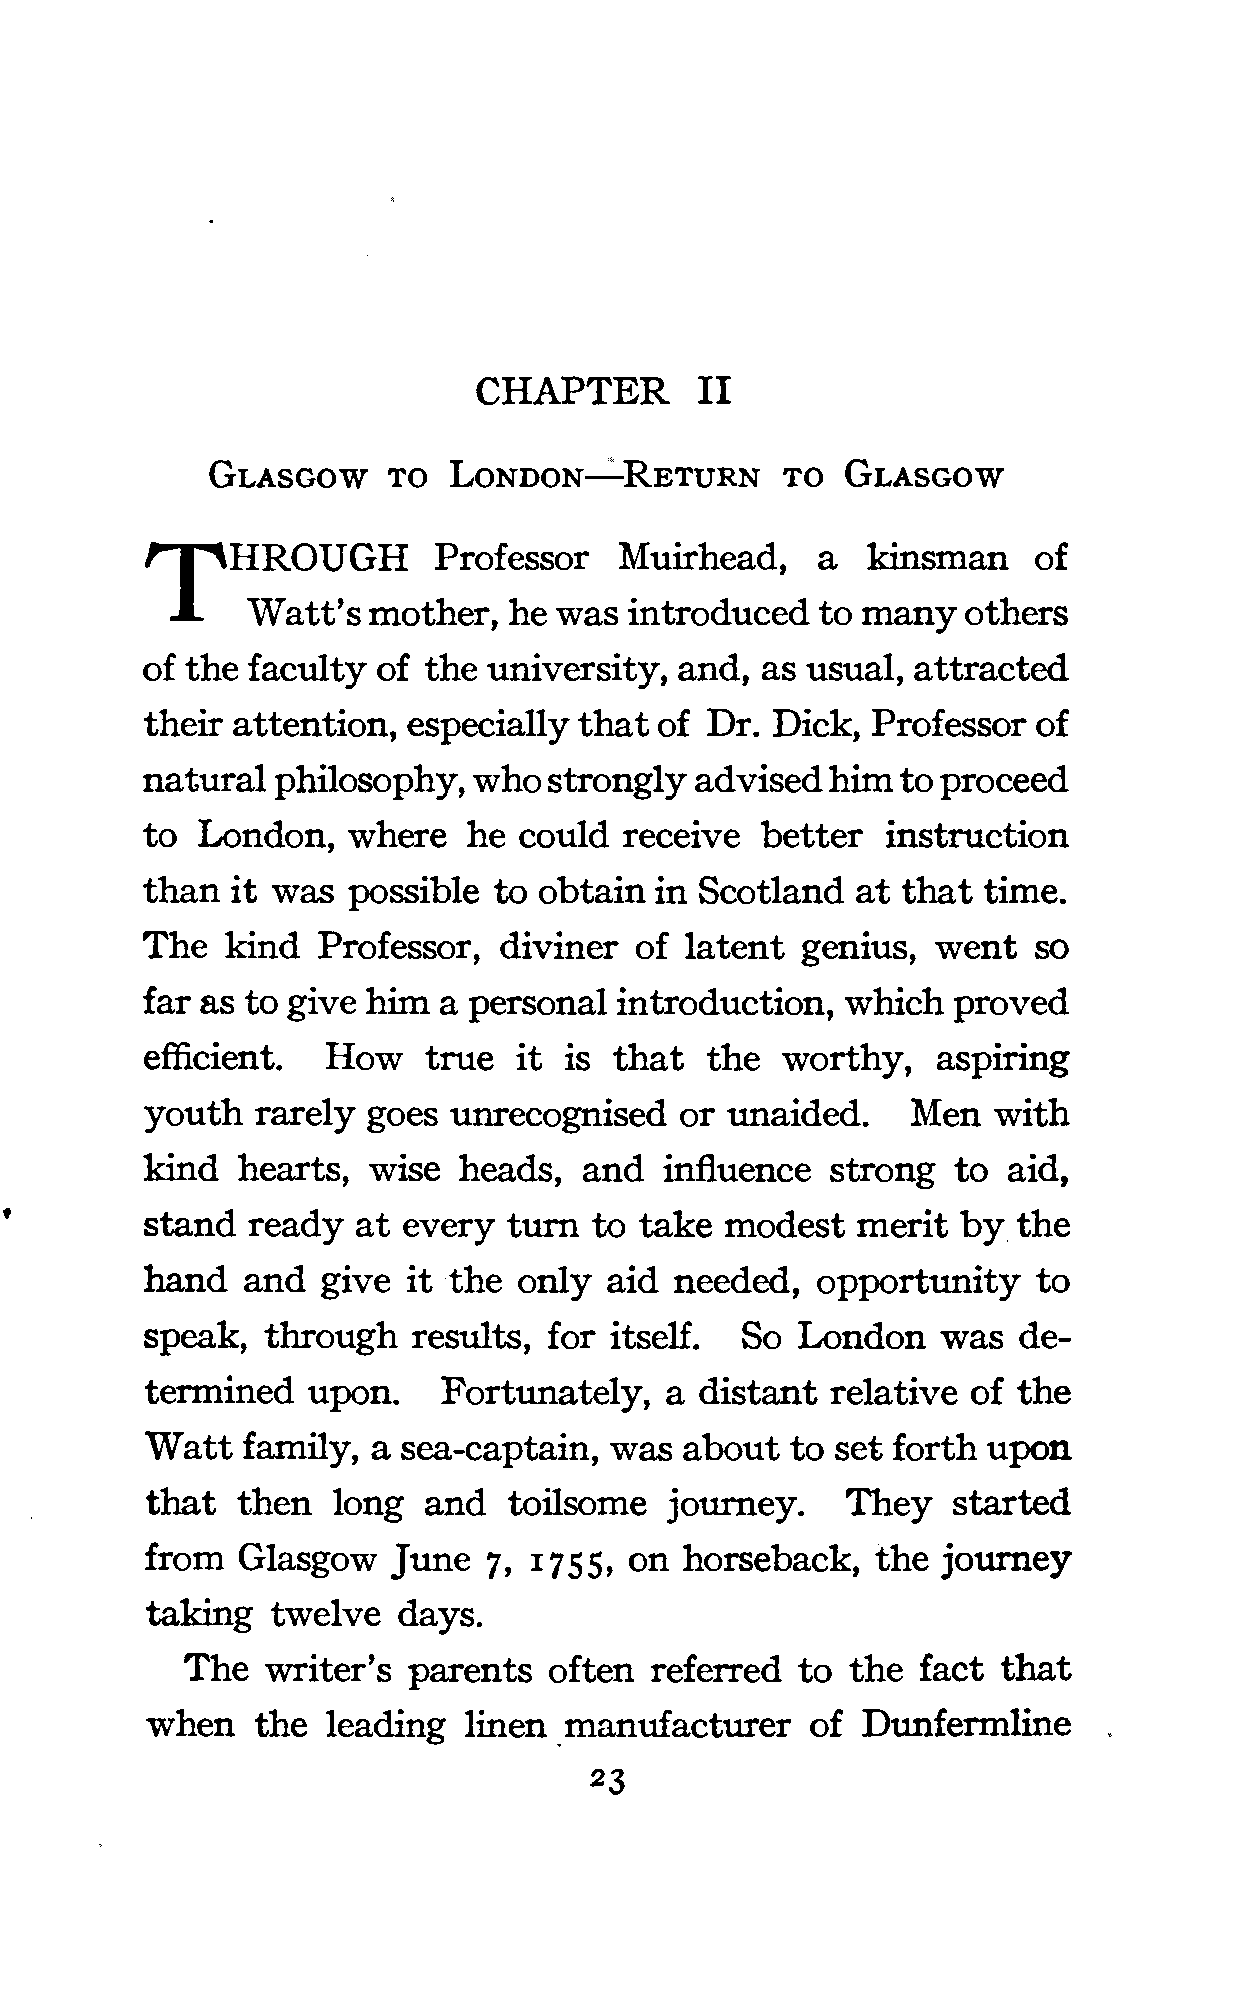 CHAPTER II
GLASGOW TO LONDON—RETURN TO GLASGOW
THROUGH Professor Muirhead, a kinsman of
Watt's mother, he was introduced to many others
of the faculty of the university, and, as usual, attracted
their attention, especially that of Dr. Dick, Professor of
natural philosophy, who strongly advised him to proceed
to London, where he could receive better instruction
than it was possible to obtain in Scotland at that time.
The kind Professor, diviner of latent genius, went so
far as to give him a personal introduction, which proved
efficient. How true it is that the worthy, aspiring
youth rarely goes unrecognised or unaided. Men with
kind hearts, wise heads, and influence strong to aid,
stand ready at every turn to take modest merit by the
hand and give it the only aid needed, opportunity to
speak, through results, for itself. So London was de-
termined upon. Fortunately, a distant relative of the
Watt family, a sea-captain, was about to set forth upon
that then long and toilsome journey. They started
from Glasgow June 7, 1755, on horseback, the journey
taking twelve days.
The writer's parents often referred to the fact that
when the leading linen manufacturer of Dunfermline
23